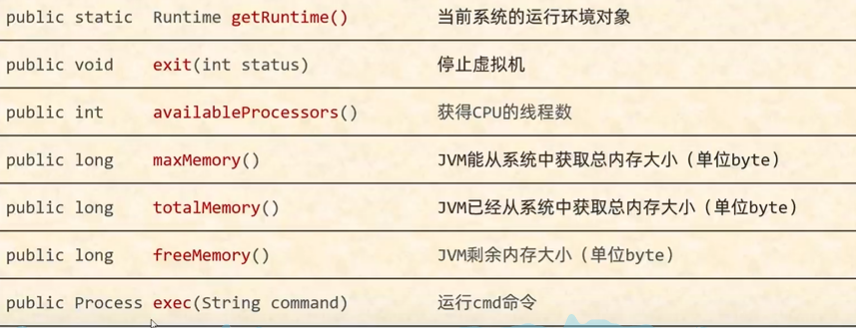 public static Runtime getRuntime() 当前系统的运行环境对象
public void exit(int status) 停止虚拟机
public int availableProcessors() 获得CPU的线程数
public long maxMemory() JVM能从系统中获取总内存大小（单位byte）
public long totalMemory() JVM已经从系统中获取总内存大小（单位byte）
public long freeMemory() JVM剩余内存大小（单位byte）
public Process exec(String command) 运行cmd命令